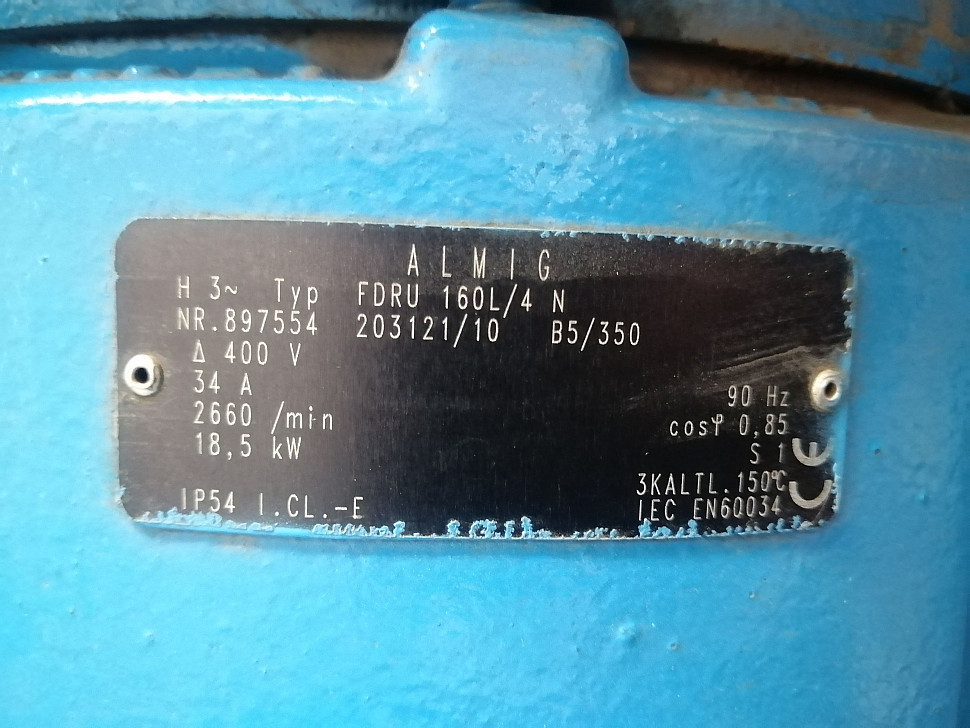 ALMIG
H 3~ Typ FDRU 160L/4 N
NR.897554 203121/10 B5/350
Δ 400 V
34 A
2660 /min 90 Hz
18,5 kW cosφ 0,85
S 1
3KALTL.150°C
IP54 I.CL.-E IEC EN60034
CE